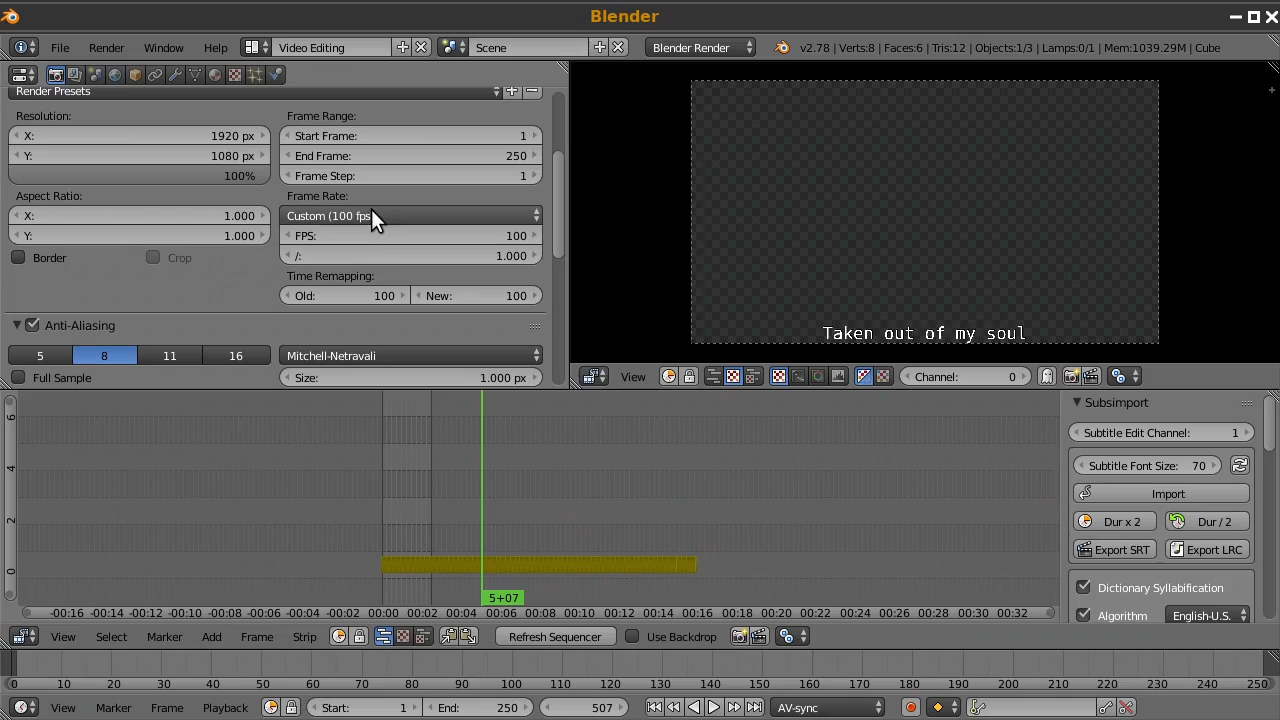 Blender
File Render Window Help Video Editing Scene Blender Render v2.78 | Verts:8 | Faces:6 | Tris:12 | Objects:1/3 | Lamps:0/1 | Mem:1039.29M | Cube
Render Presets
Resolution: Frame Range:
X: 1920 px Start Frame: 1
Y: 1080 px End Frame: 250
100% Frame Step: 1
Aspect Ratio: Frame Rate:
X: 1.000 Custom (100 fps
Y: 1.000 FPS: 100
Border Crop /: 1.000
Time Remapping:
Old: 100 New: 100
Anti-Aliasing
5 8 11 16 Mitchell-Netravali
Full Sample Size: 1.000 px
Taken out of my soul
View Channel: 0
6
4
2
0
5+07
-00:16 -00:14 -00:12 -00:10 -00:08 -00:06 -00:04 -00:02 00:00 00:02 00:04 00:06 00:08 00:10 00:12 00:14 00:16 00:18 00:20 00:22 00:24 00:26 00:28 00:30 00:32
Subsimport
Subtitle Edit Channel: 1
Subtitle Font Size: 70
Import
Dur x 2 Dur / 2
Export SRT Export LRC
Dictionary Syllabification
Algorithm English-U.S.
View Select Marker Add Frame Strip Refresh Sequencer Use Backdrop
0 10 20 30 40 50 60 70 80 90 100 110 120 130 140 150 160 170 180 190 200 210 220 230 240 250
View Marker Frame Playback Start: 1 End: 250 507 AV-sync